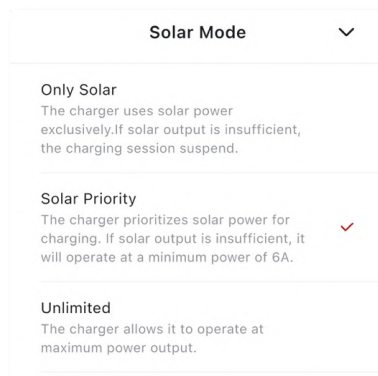 Solar Mode
Only Solar
The charger uses solar power
exclusively.If solar output is insufficient,
the charging session suspend.
Solar Priority
The charger prioritizes solar power for
charging. If solar output is insufficient, it
will operate at a minimum power of 6A.
Unlimited
The charger allows it to operate at
maximum power output.